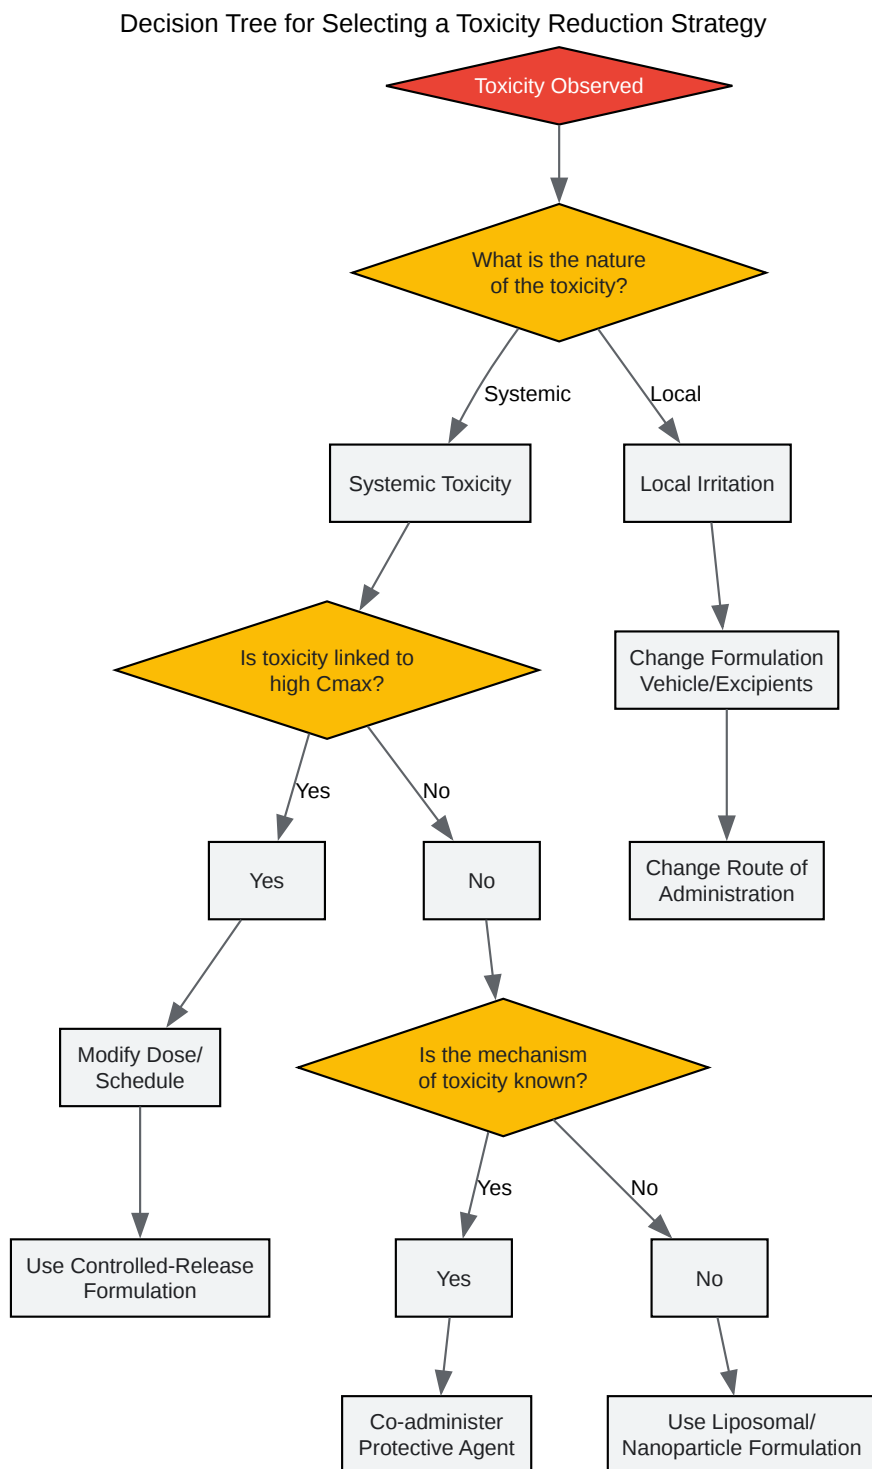 Decision Tree for Selecting a Toxicity Reduction Strategy
Toxicity Observed
What is the nature
of the toxicity?
Systemic
Local
Systemic Toxicity
Local Irritation
Is toxicity linked to
high Cmax?
Change Formulation
Vehicle/Excipients
Yes
No
Yes
No
Change Route of
Administration
Modify Dose/
Schedule
Is the mechanism
of toxicity known?
Yes
No
Use Controlled-Release
Formulation
Yes
No
Co-administer
Protective Agent
Use Liposomal/
Nanoparticle Formulation